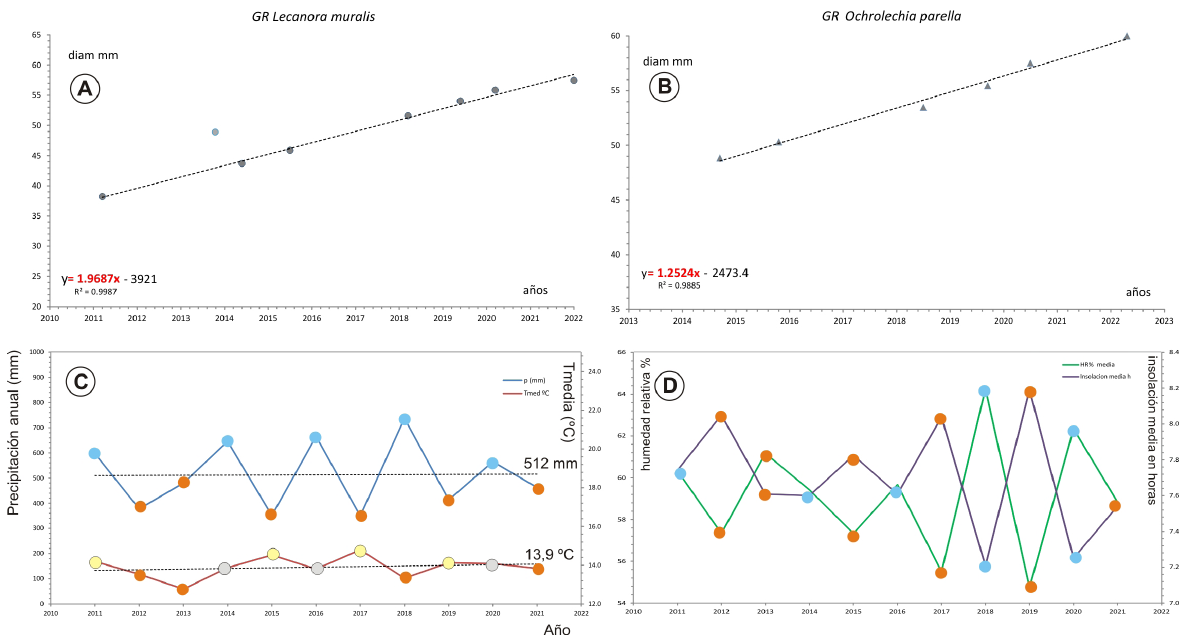 GR Lecanora muralis
65
60
55
50
45
40
35
30
25
20
diam mm
A
y= 1.9687x - 3921
R² = 0.9987
años
2010 2011 2012 2013 2014 2015 2016 2017 2018 2019 2020 2021 2022
GR Ochrolechia parella
60
55
50
45
40
35
diam mm
B
y= 1.2524x - 2473.4
R² = 0.9885
años
2013 2014 2015 2016 2017 2018 2019 2020 2021 2022 2023
Precipitación anual (mm)
1000
900
800
700
600
500
400
300
200
100
0
C
p (mm)
Tmed ºC
512 mm
13,9 ºC
Tmedia (°C)
24.0
22.0
20.0
18.0
16.0
14.0
12.0
2010 2011 2012 2013 2014 2015 2016 2017 2018 2019 2020 2021 2022
Año
humedad relativa %
66
64
62
60
58
56
54
D
HR% media
Insolacion media h
insolación media en horas
8.4
8.2
8.0
7.8
7.6
7.4
7.2
7.0
2010 2011 2012 2013 2014 2015 2016 2017 2018 2019 2020 2021 2022